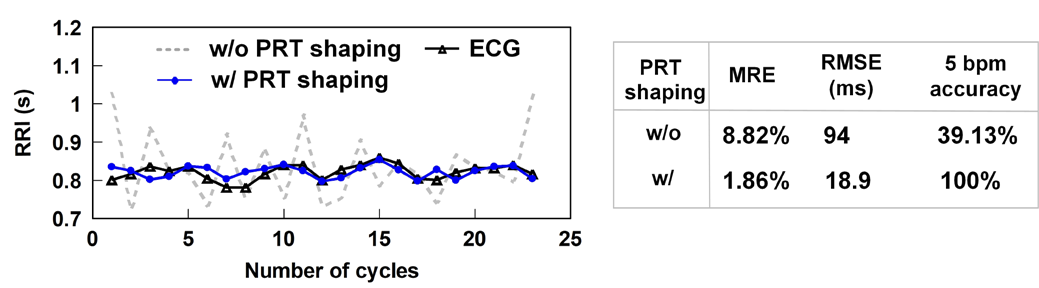 1.2
1.1
1
0.9
0.8
0.7
RRI (s)
w/o PRT shaping
ECG
w/ PRT shaping
0 5 10 15 20 25
Number of cycles
PRT shaping MRE RMSE (ms) 5 bpm accuracy
w/o 8.82% 94 39.13%
w/ 1.86% 18.9 100%